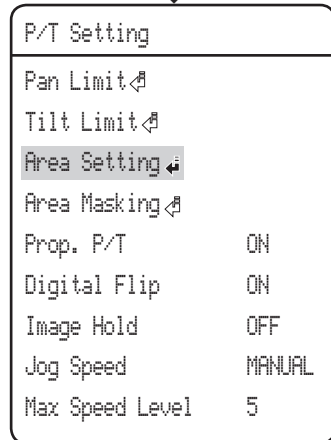 P/T Setting
Pan Limit
Tilt Limit
Area Setting
Area Masking
Prop. P/T ON
Digital Flip ON
Image Hold OFF
Jog Speed MANUAL
Max Speed Level 5